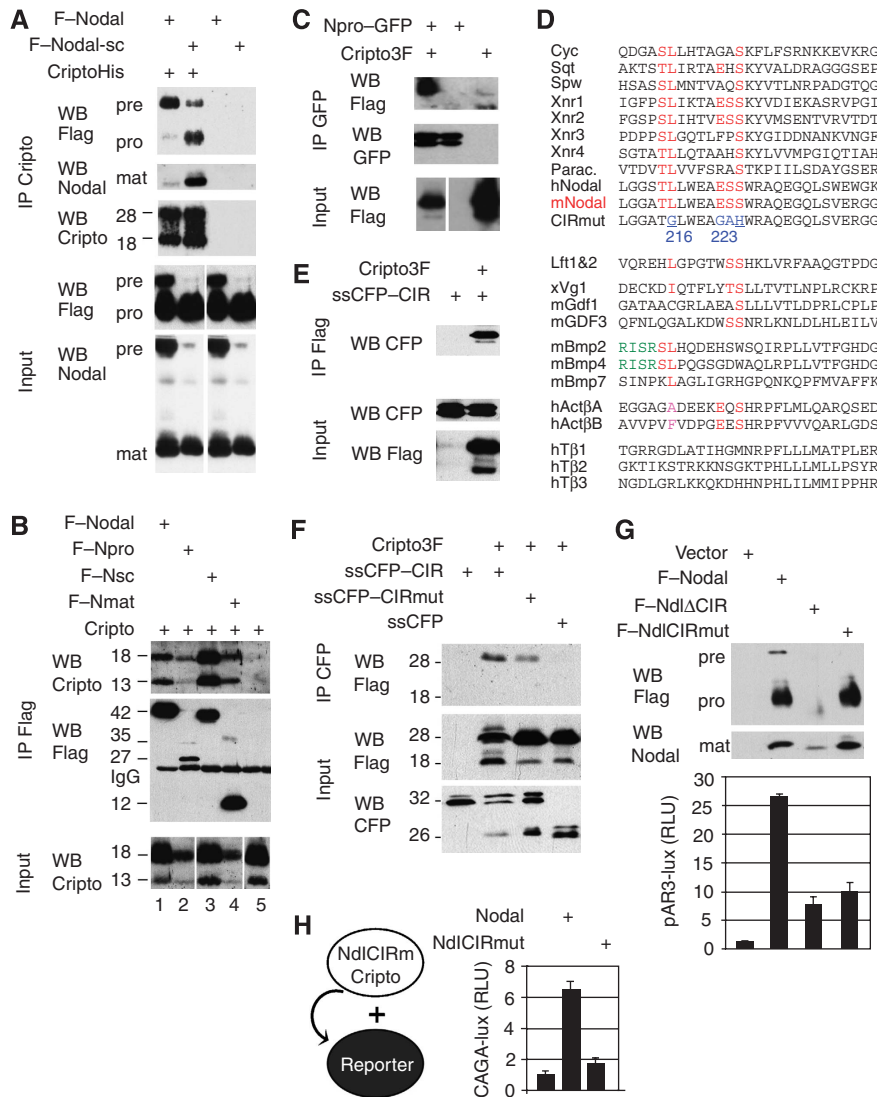 A
F–Nodal + +
F–Nodal-sc + +
CriptoHis + +
IP Cripto
WB Flag
pre
pro
WB Nodal
mat
WB Cripto
28 –
18 –
Input
WB Flag
pre
pro
WB Nodal
pre
mat
B
F–Nodal +
F–Npro +
F–Nsc +
F–Nmat +
Cripto + + + + +
IP Flag
WB Cripto
18 –
13 –
WB Flag
42 –
35 –
27 –
IgG
12 –
Input
WB Cripto
18 –
13 –
1 2 3 4 5
C
Npro–GFP + +
Cripto3F + +
IP GFP
WB Flag
WB GFP
Input
WB Flag
E
Cripto3F +
ssCFP–CIR + +
IP Flag
WB CFP
Input
WB CFP
WB Flag
D
Cyc QDGASLLHTAGASKFLFSRNKKEVKRG
Sqt AKTSTLIRTAEHSKYVALDRAGGGSEP
Spw HASSLLMNTVAQSKYVTLNRPADGTQG
Xnr1 IGFPSLIKTAESSKYVDIEKASRVPGI
Xnr2 FGSPSLIHTVESSKYVMSENTVRVTDT
Xnr3 PDPPSLGQTLFPSKYGIDDNANKVNGF
Xnr4 SGTATLLQTAAHSKYLVVMPGIQTIAH
Parac. VTDVTLLVVFSRASTKSPIHIPHTSGR
hNodal LGGSTLLWEAESSWRAQEGQLSWEWGK
mNodal LGGATLLWEAESSWRAQEGQLSVERGG
CIRmut LGGATGLWEAGAHWRAQEGQLSVERGG
216 223
Lft1&2 VQREHLGPGTWSSHKLVRFAAQGTPDG
xVg1 DECKDIQTFLYTSLLTVTLNPLRCKRP
mGdf1 GATAACGRLAEASLLLVTLDPRLCPLP
mGDF3 QFNLQGALKDWSSNRLKNLDLHLEILV
mBmp2 RISRSLHQDEHSWSQIRPLLVTFGHDG
mBmp4 RISRSLPQGSGDWAQLRPLLVTFGHDG
mBmp7 SINPKLAGLIGRHGPQNKQPFMVAFFK
hActβA EGGAGADEEKEQSHRPFLMLQARQSED
hActβB AVVPVFVDPGEESHRPFVVVQARLGDS
hTβ1 TGRRGDLATIHGMNRPFLLLMATPLER
hTβ2 GKTIKSTRKKNSGKTPHLLLMLLPSYR
hTβ3 NGDLGRLKKQKDHHNPHLILMMIPPHR
F
Cripto3F + + +
ssCFP–CIR + +
ssCFP–CIRmut +
ssCFP +
IP CFP
WB Flag
28 –
18 –
Input
WB Flag
28 –
18 –
WB CFP
32 –
26 –
G
Vector +
F–Nodal +
F–NdlΔCIR +
F–NdlCIRmut +
WB Flag
pre
pro
WB Nodal
mat
pAR3-lux (RLU)
30
25
20
15
10
5
0
H
NdlCIRm
Cripto
+
Reporter
Nodal +
NdlCIRmut +
CAGA-lux (RLU)
8
6
4
2
0